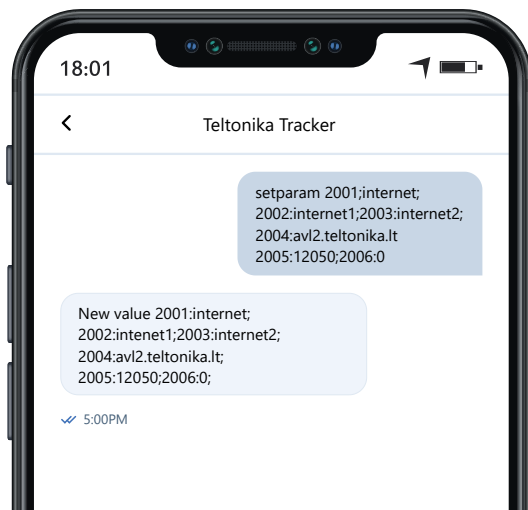 18:01
Teltonika Tracker
setparam 2001;internet;
2002:internet1;2003:internet2;
2004:avl2.teltonika.lt
2005:12050;2006:0
New value 2001:internet;
2002:intenet1;2003:internet2;
2004:avl2.teltonika.lt;
2005:12050;2006:0;
5:00PM